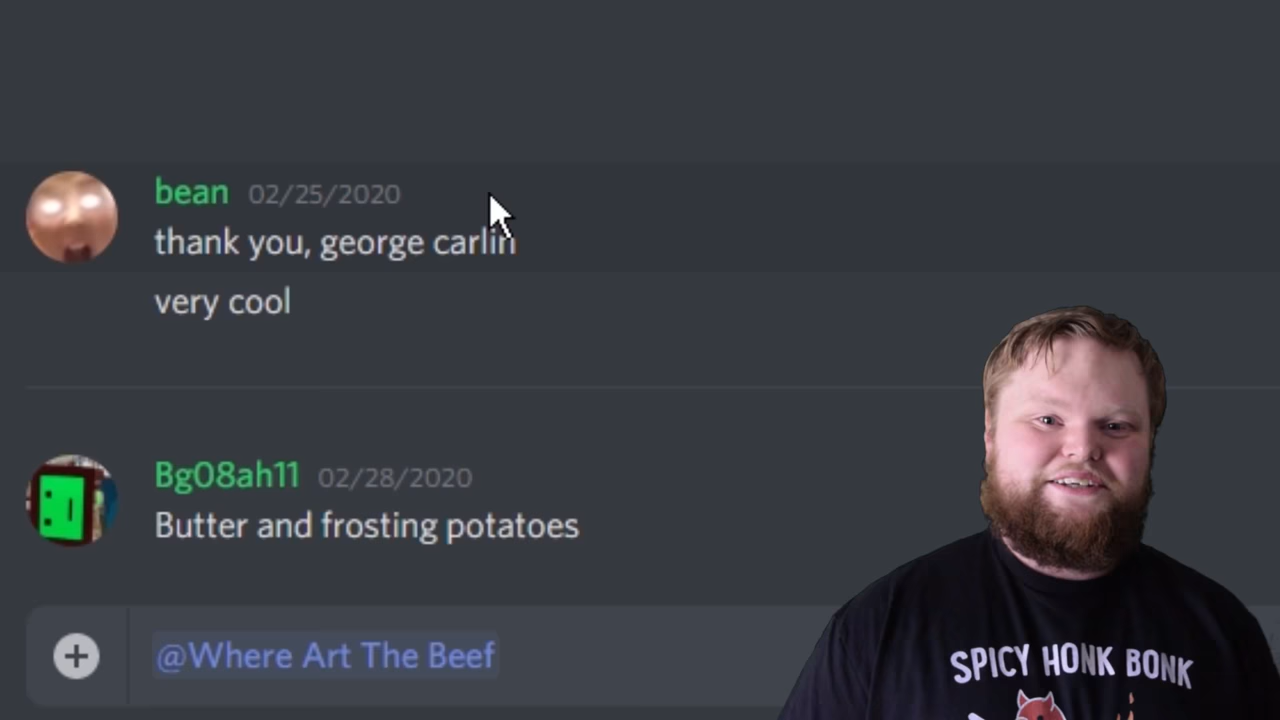 bean 02/25/2020
thank you, george carlin
very cool
Bg08ah11 02/28/2020
Butter and frosting potatoes
@Where Art The Beef
SPICY HONK BONK